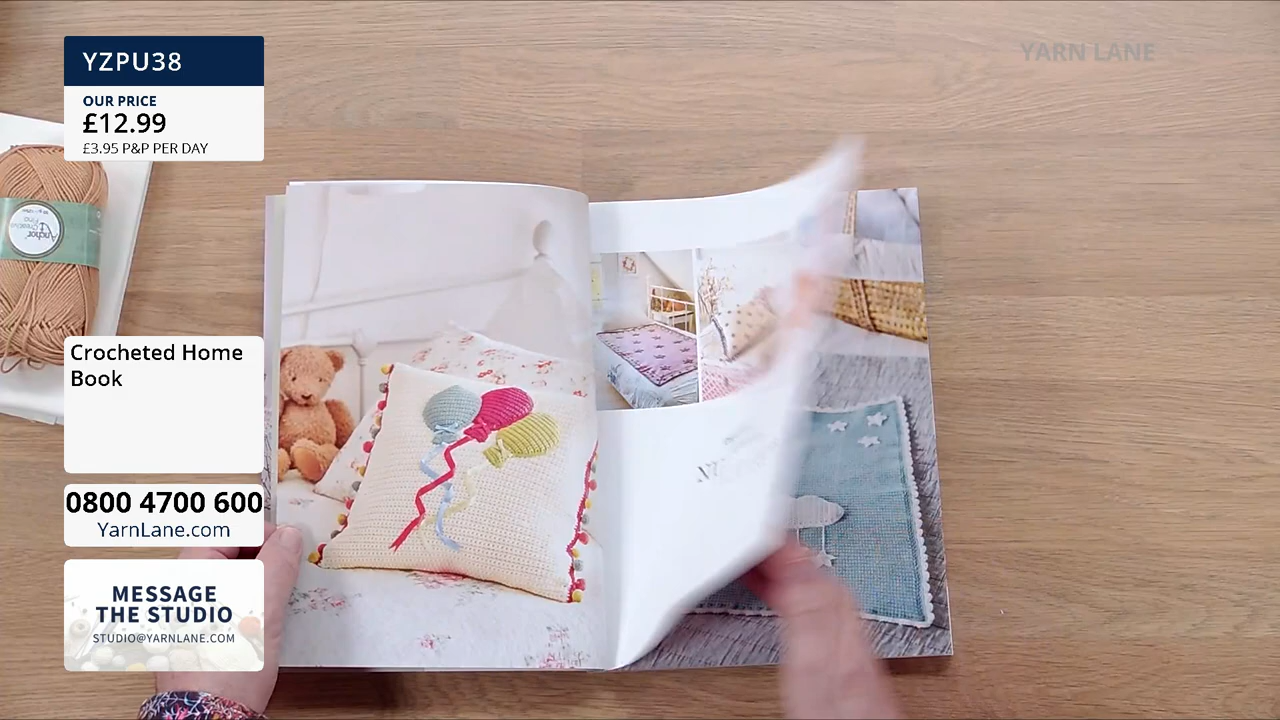 YZPU38
OUR PRICE
£12.99
£3.95 P&P PER DAY
YARN LANE
Anchor
Crocheted Home
Book
0800 4700 600
YarnLane.com
MESSAGE
THE STUDIO
STUDIO@YARNLANE.COM